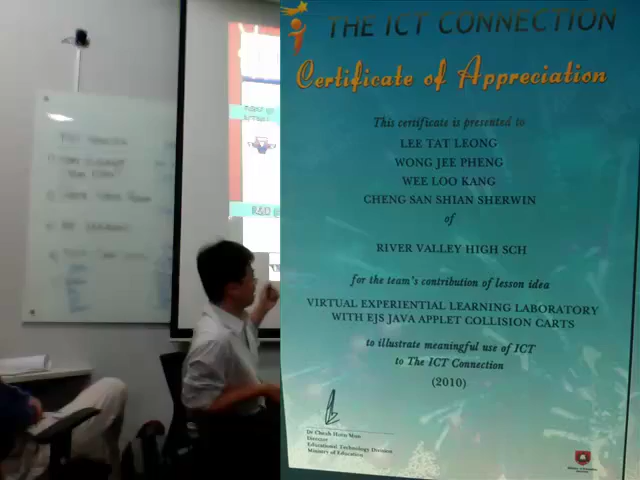 THE ICT CONNECTION
Certificate of Appreciation
This certificate is presented to
LEE TAT LEONG
WONG JEE PHENG
WEE LOO KANG
CHENG SAN SHIAN SHERWIN
of
RIVER VALLEY HIGH SCH
for the team's contribution of lesson idea
VIRTUAL EXPERIENTIAL LEARNING LABORATORY
WITH EJS JAVA APPLET COLLISION CARTS
to illustrate meaningful use of ICT
to The ICT Connection
(2010)
Director
Educational Technology Division
Ministry of Education